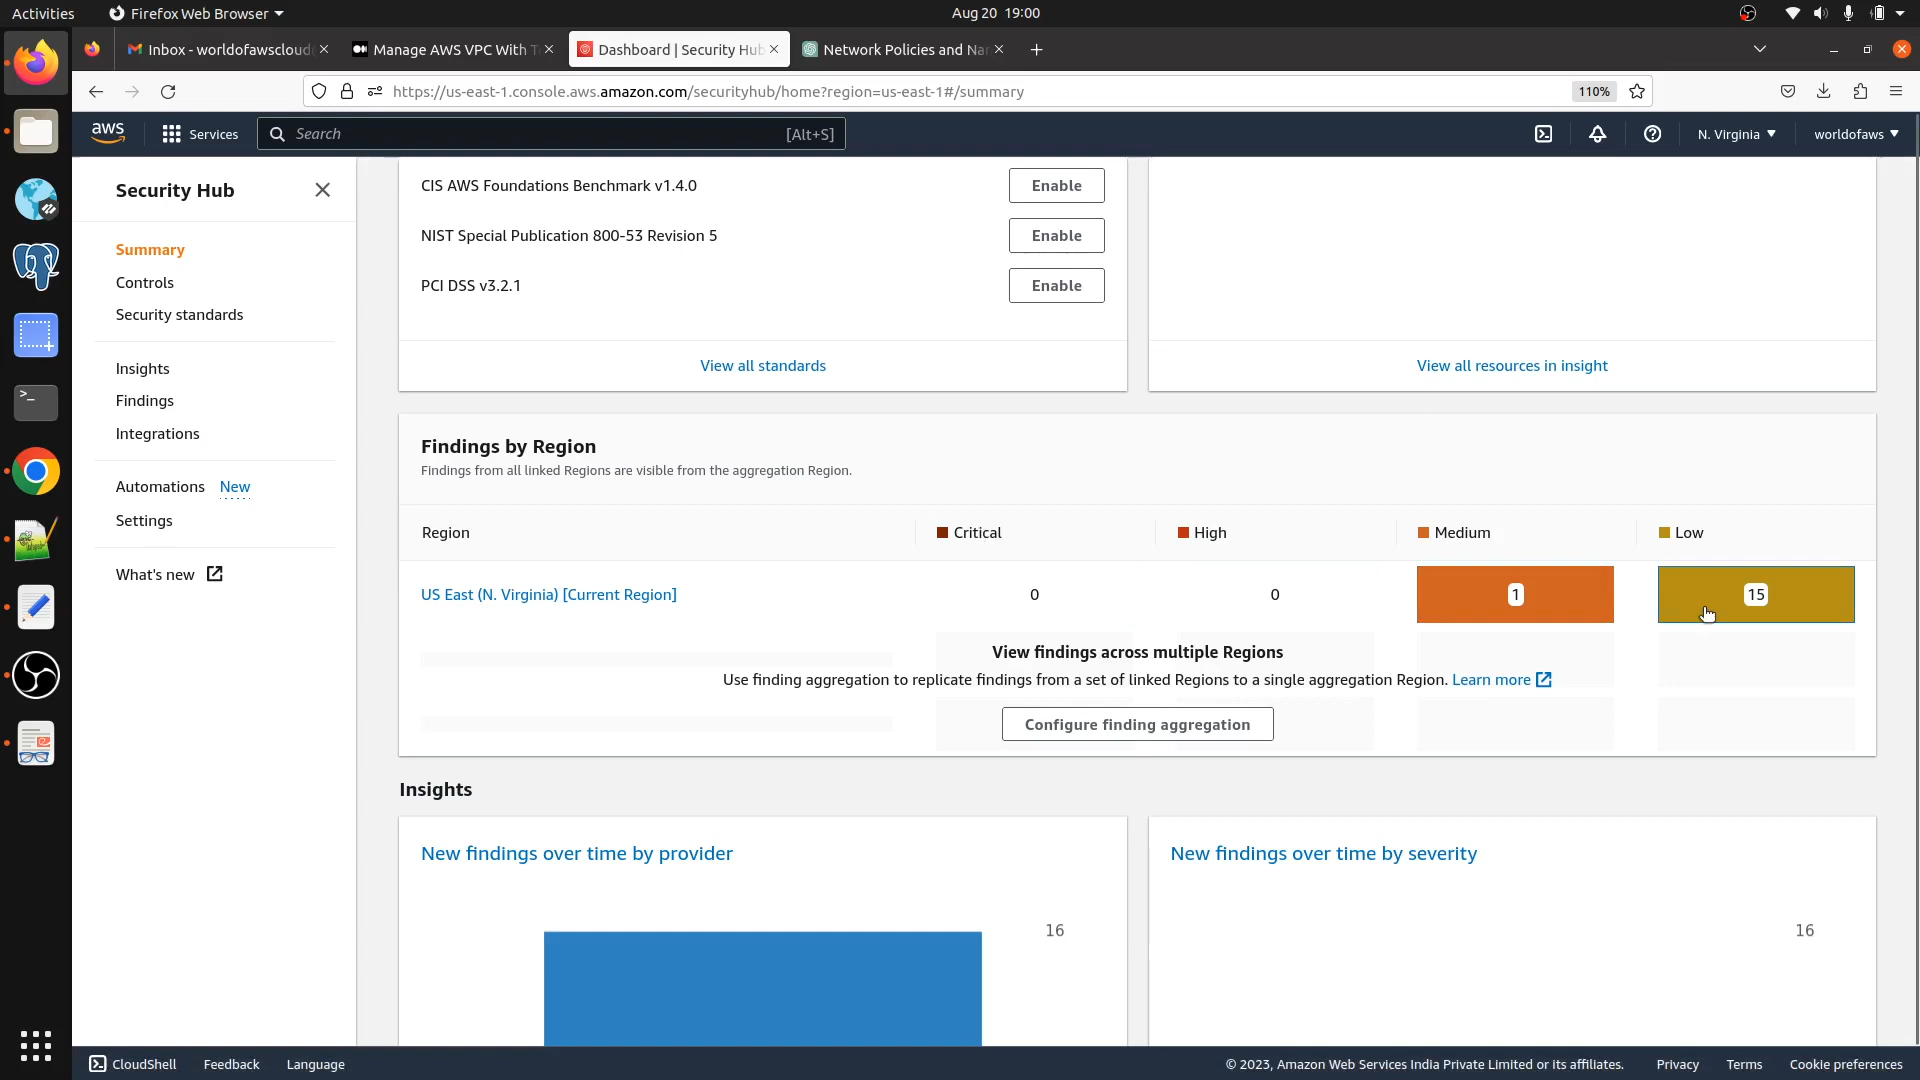 Activities
Firefox Web Browser
Aug 20 19:00
Inbox - worldofawscloud
Manage AWS VPC With T
Dashboard | Security Hub
Network Policies and Na
https://us-east-1.console.aws.amazon.com/securityhub/home?region=us-east-1#/summary
110%
aws
Services
Search
[Alt+S]
N. Virginia
worldofaws
Security Hub
Summary
Controls
Security standards
Insights
Findings
Integrations
Automations New
Settings
What's new
CIS AWS Foundations Benchmark v1.4.0
Enable
NIST Special Publication 800-53 Revision 5
Enable
PCI DSS v3.2.1
Enable
View all standards
View all resources in insight
Findings by Region
Findings from all linked Regions are visible from the aggregation Region.
Region Critical High Medium Low
US East (N. Virginia) [Current Region] 0 0 1 15
View findings across multiple Regions
Use finding aggregation to replicate findings from a set of linked Regions to a single aggregation Region. Learn more
Configure finding aggregation
Insights
New findings over time by provider
16
New findings over time by severity
16
CloudShell
Feedback
Language
© 2023, Amazon Web Services India Private Limited or its affiliates.
Privacy
Terms
Cookie preferences